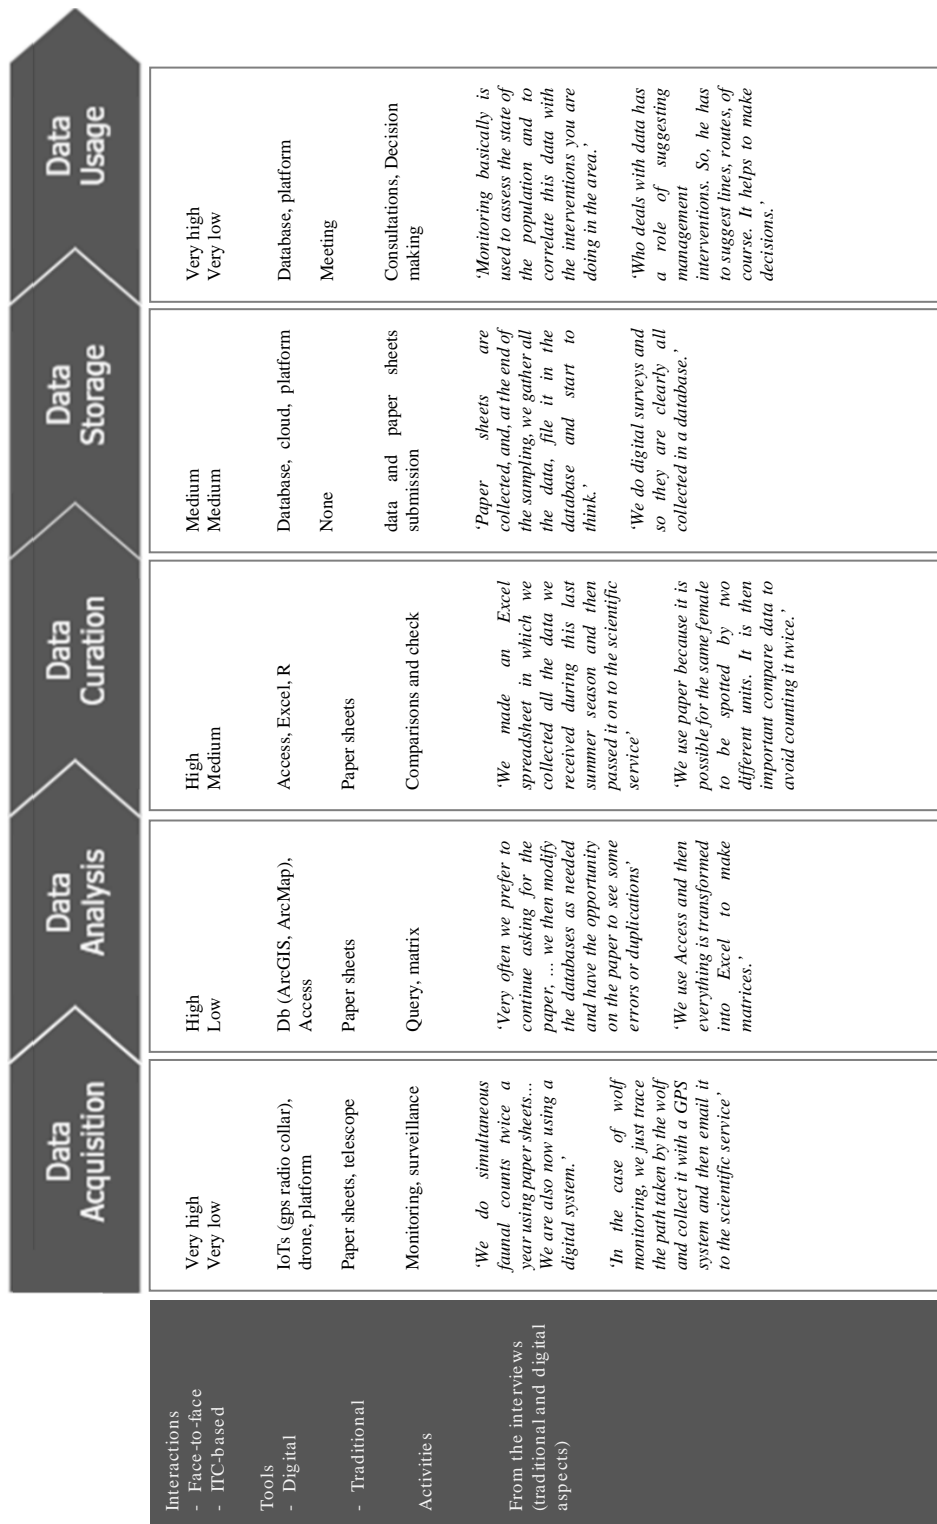 Data
Acquisition
Data
Analysis
Data
Curation
Data
Storage
Data
Usage
Interactions
- Face-to-face
- ITC-based
Tools
- Digital
- Traditional
Activities
From the interviews
(traditional and digital
aspects)
Very high
Very low
IoTs (gps radio collar),
drone, platform
Paper sheets, telescope
Monitoring, surveillance
‘We do simultaneous
faunal counts twice a
year using paper sheets…
We are also now using a
digital system.’
‘In the case of wolf
monitoring, we just trace
the path taken by the wolf
and collect it with a GPS
system and then email it
to the scientific service’
High
Low
Db (ArcGIS, ArcMap),
Access
Paper sheets
Query, matrix
‘Very often we prefer to
continue asking for the
paper, … we then modify
the databases as needed
and have the opportunity
on the paper to see some
errors or duplications’
‘We use Access and then
everything is transformed
into Excel to make
matrices.’
High
Medium
Access, Excel, R
Paper sheets
Comparisons and check
‘We made an Excel
spreadsheet in which we
collected all the data we
received during this last
summer season and then
passed it on to the scientific
service’
‘We use paper because it is
possible for the same female
to be spotted by two
different units. It is then
important compare data to
avoid counting it twice.’
Medium
Medium
Database, cloud, platform
None
data and paper sheets
submission
‘Paper sheets are
collected, and, at the end of
the sampling, we gather all
the data, file it in the
database and start to
think.’
‘We do digital surveys and
so they are clearly all
collected in a database.’
Very high
Very low
Database, platform
Meeting
Consultations, Decision
making
‘Monitoring basically is
used to assess the state of
the population and to
correlate this data with
the interventions you are
doing in the area.’
‘Who deals with data has
a role of suggesting
management
interventions. So, he has
to suggest lines, routes, of
course. It helps to make
decisions.’